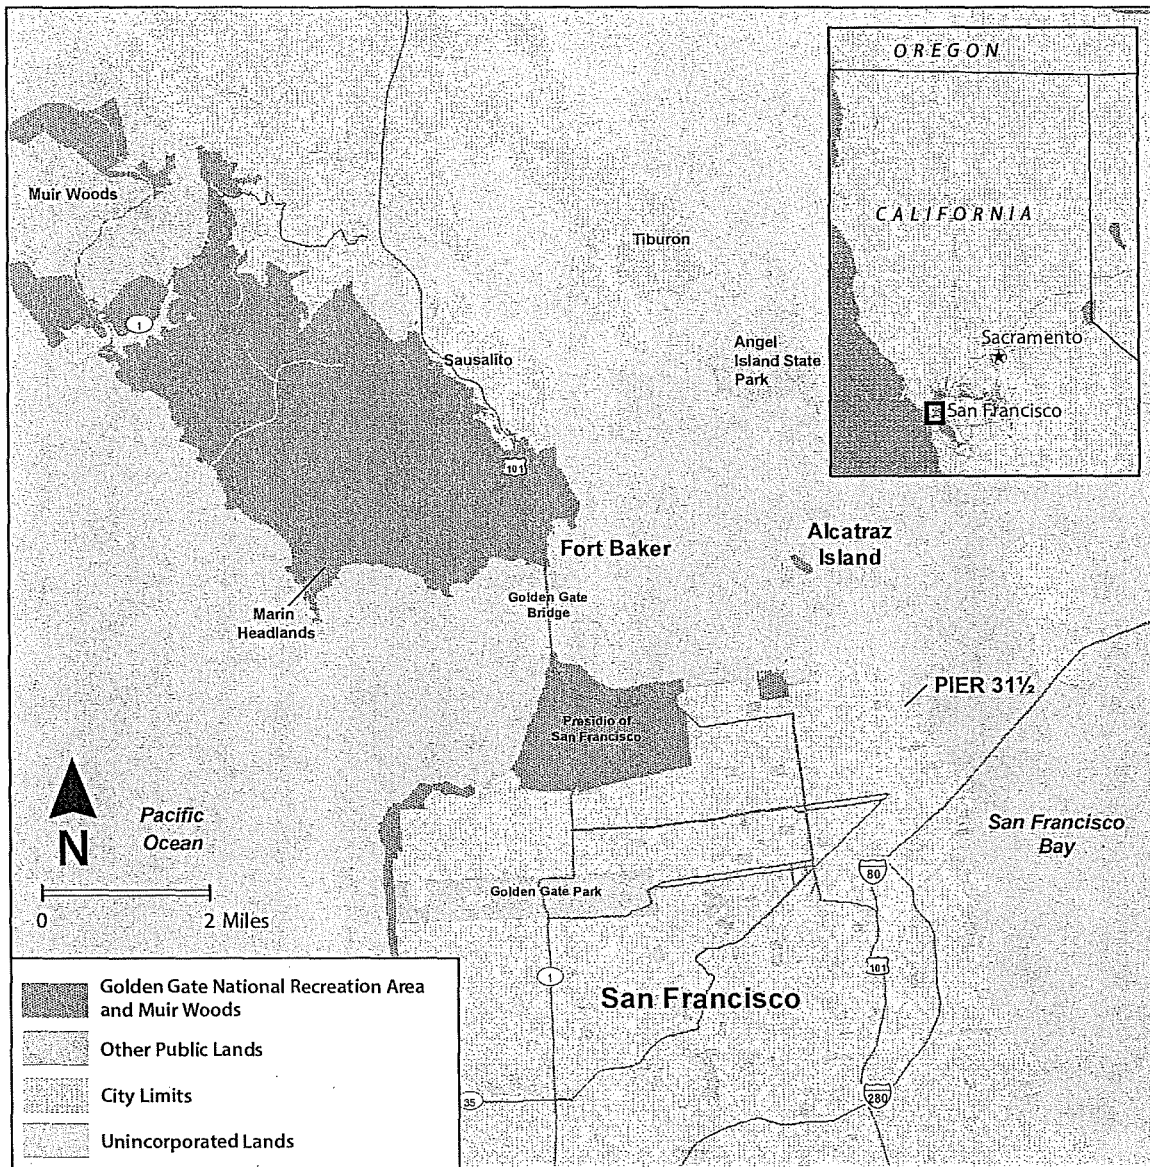 OREGON
CALIFORNIA
Sacramento
San Francisco
Muir Woods
Tiburon
1
Sausalito
Angel
Island State
Park
101
Fort Baker
Alcatraz
Island
Golden Gate
Bridge
Marin
Headlands
PIER 31½
Presidio of
San Francisco
Pacific
Ocean
N
San Francisco
Bay
0
2 Miles
Golden Gate Park
80
101
1
San Francisco
35
280
Golden Gate National Recreation Area
and Muir Woods
Other Public Lands
City Limits
Unincorporated Lands